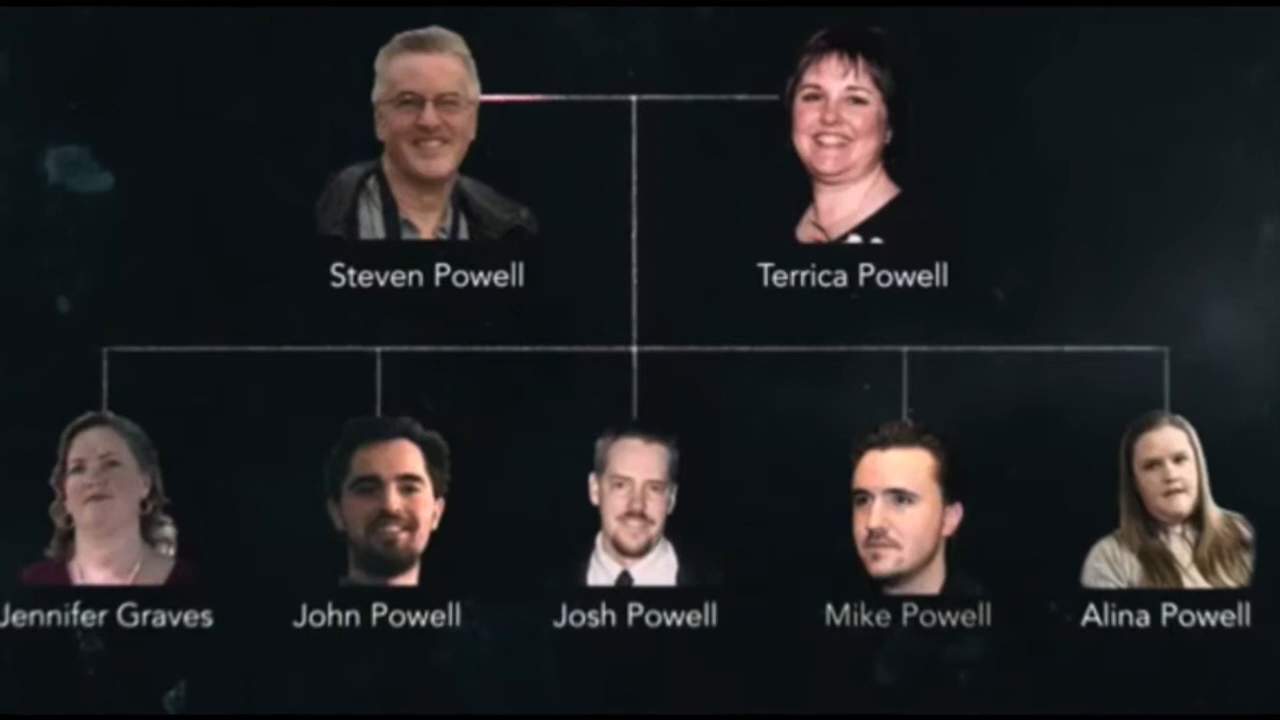 Steven Powell
Terrica Powell
Jennifer Graves
John Powell
Josh Powell
Mike Powell
Alina Powell